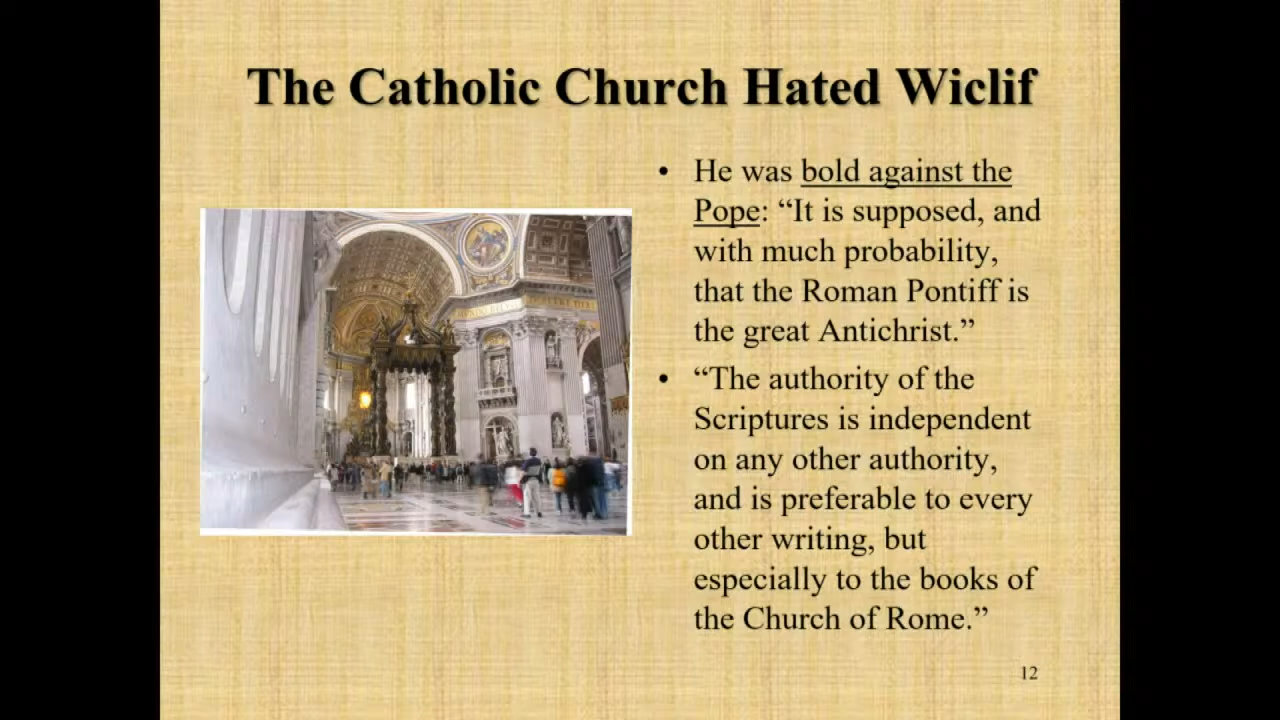 The Catholic Church Hated Wiclif
• He was bold against the
Pope: “It is supposed, and
with much probability,
that the Roman Pontiff is
the great Antichrist.”
• “The authority of the
Scriptures is independent
on any other authority,
and is preferable to every
other writing, but
especially to the books of
the Church of Rome.”
12